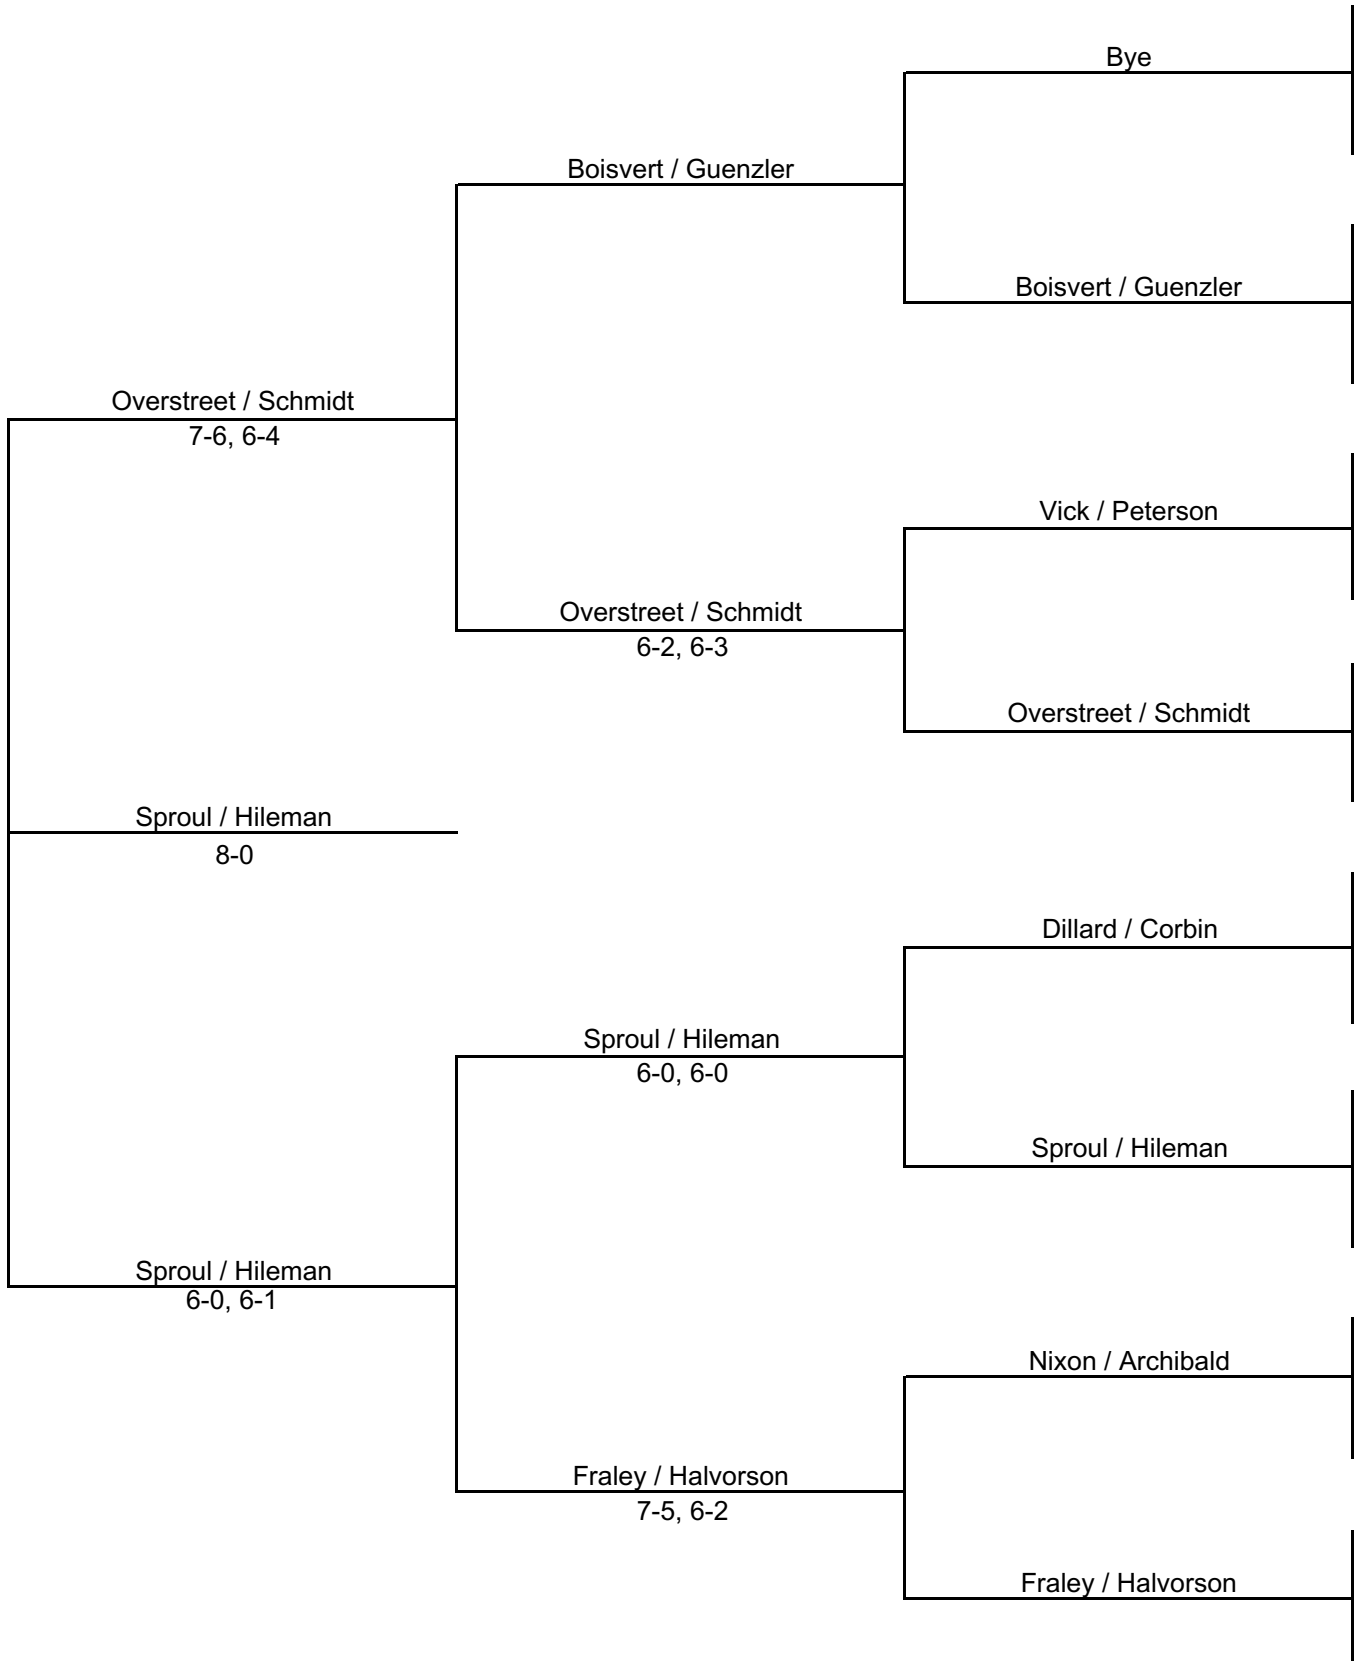 Bye
Boisvert / Guenzler
Boisvert / Guenzler
Overstreet / Schmidt
7-6, 6-4
Vick / Peterson
Overstreet / Schmidt
6-2, 6-3
Overstreet / Schmidt
Sproul / Hileman
8-0
Dillard / Corbin
Sproul / Hileman
6-0, 6-0
Sproul / Hileman
Sproul / Hileman
6-0, 6-1
Nixon / Archibald
Fraley / Halvorson
7-5, 6-2
Fraley / Halvorson